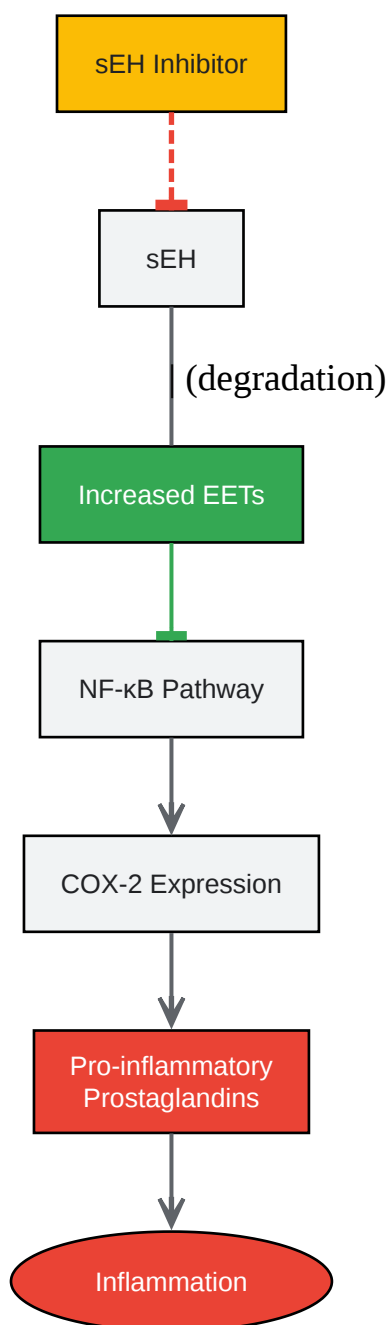 sEH Inhibitor
sEH
| (degradation)
Increased EETs
NF-κB Pathway
COX-2 Expression
Pro-inflammatory
Prostaglandins
Inflammation